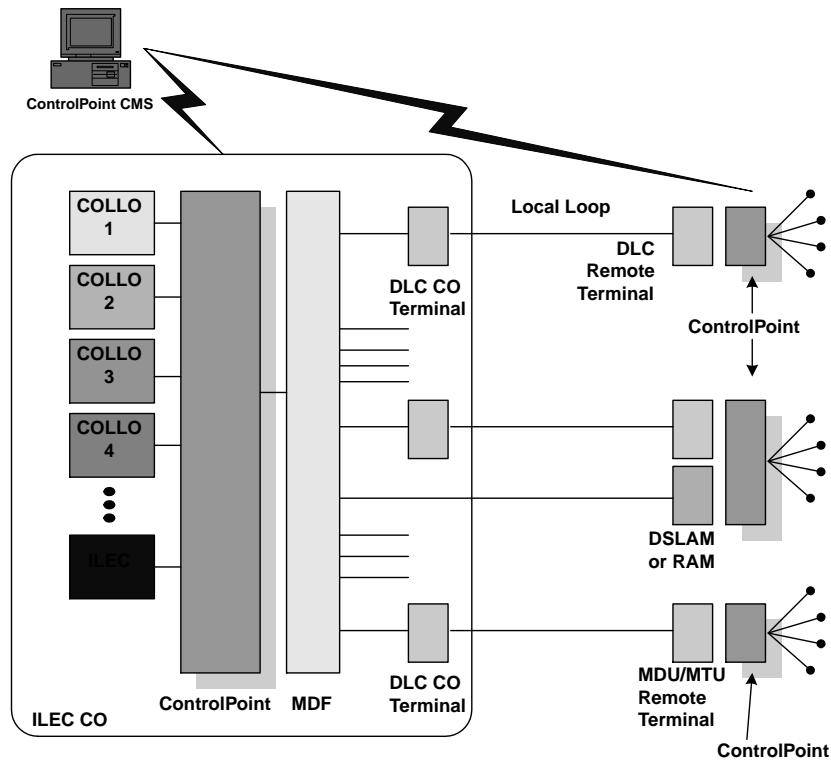 ControlPoint CMS
COLLO
1
COLLO
2
COLLO
3
COLLO
4
ILEC
ControlPoint
MDF
ILEC CO
DLC CO
Terminal
DLC CO
Terminal
Local Loop
DLC
Remote
Terminal
ControlPoint
DSLAM
or RAM
MDU/MTU
Remote
Terminal
ControlPoint